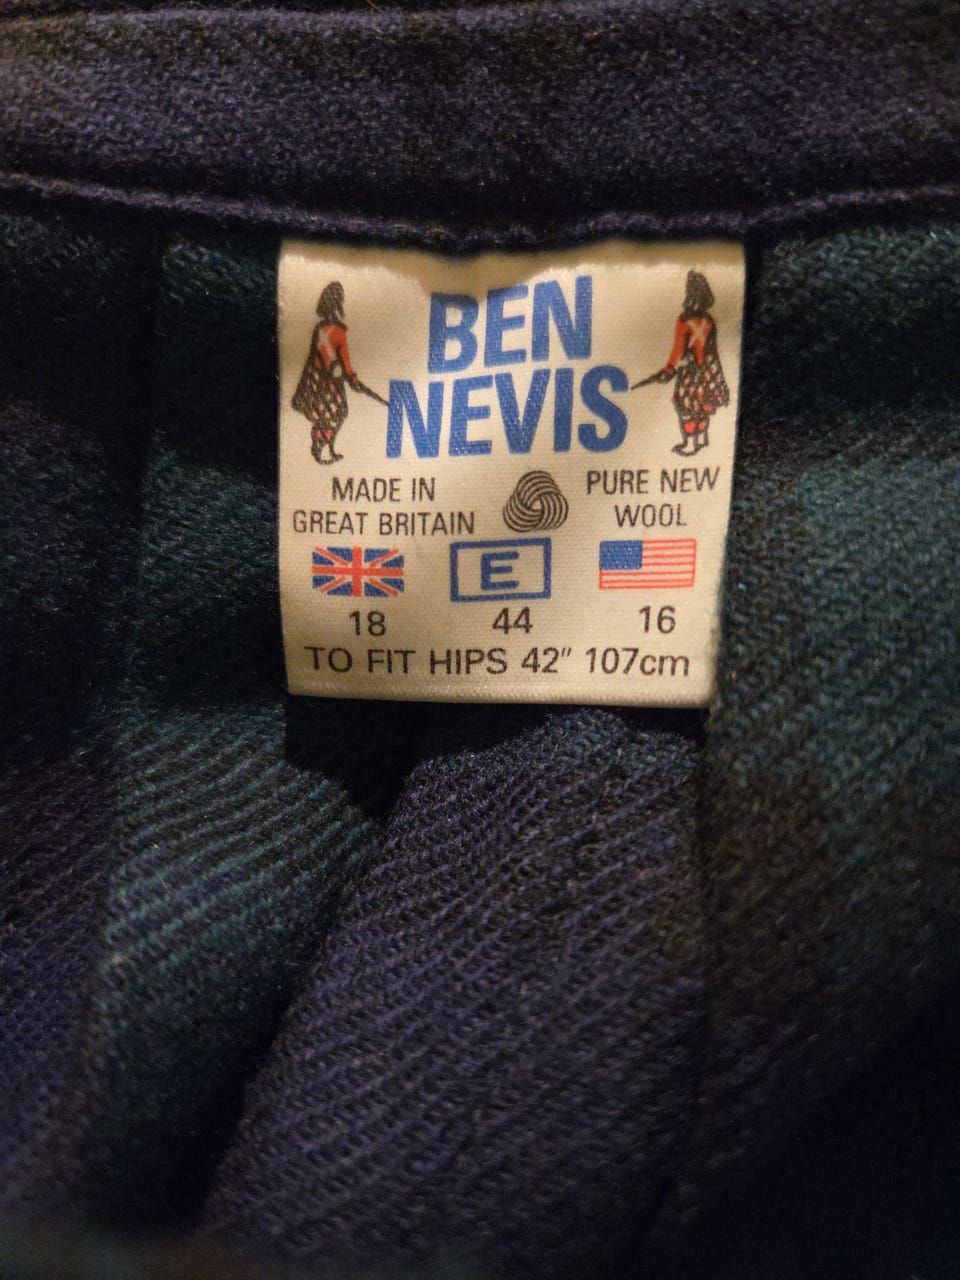 BEN
NEVIS
MADE IN
GREAT BRITAIN
PURE NEW
WOOL
E
18 44 16
TO FIT HIPS 42" 107cm